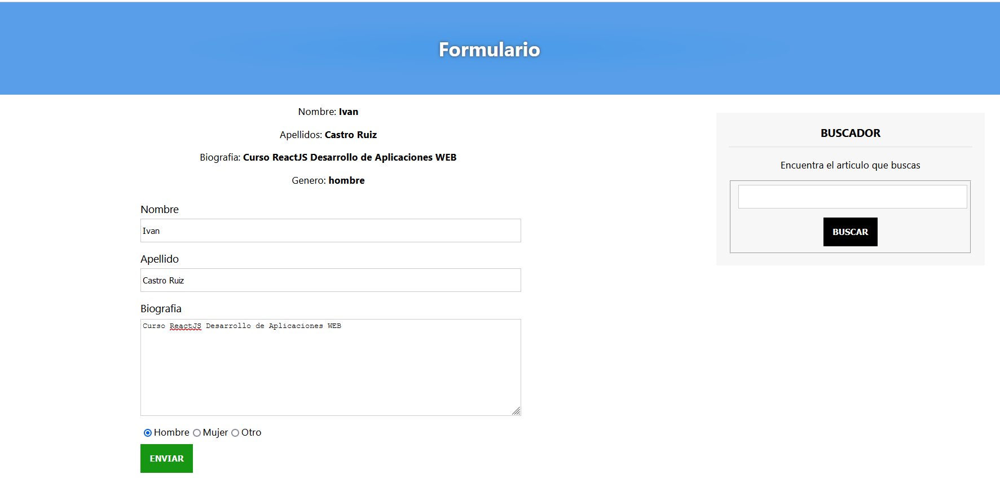 Formulario
Nombre: Ivan
Apellidos: Castro Ruiz
Biografia: Curso ReactJS Desarrollo de Aplicaciones WEB
Genero: hombre
Nombre
Ivan
Apellido
Castro Ruiz
Biografia
Curso ReactJS Desarrollo de Aplicaciones WEB
Hombre Mujer Otro
ENVIAR
BUSCADOR
Encuentra el articulo que buscas
BUSCAR